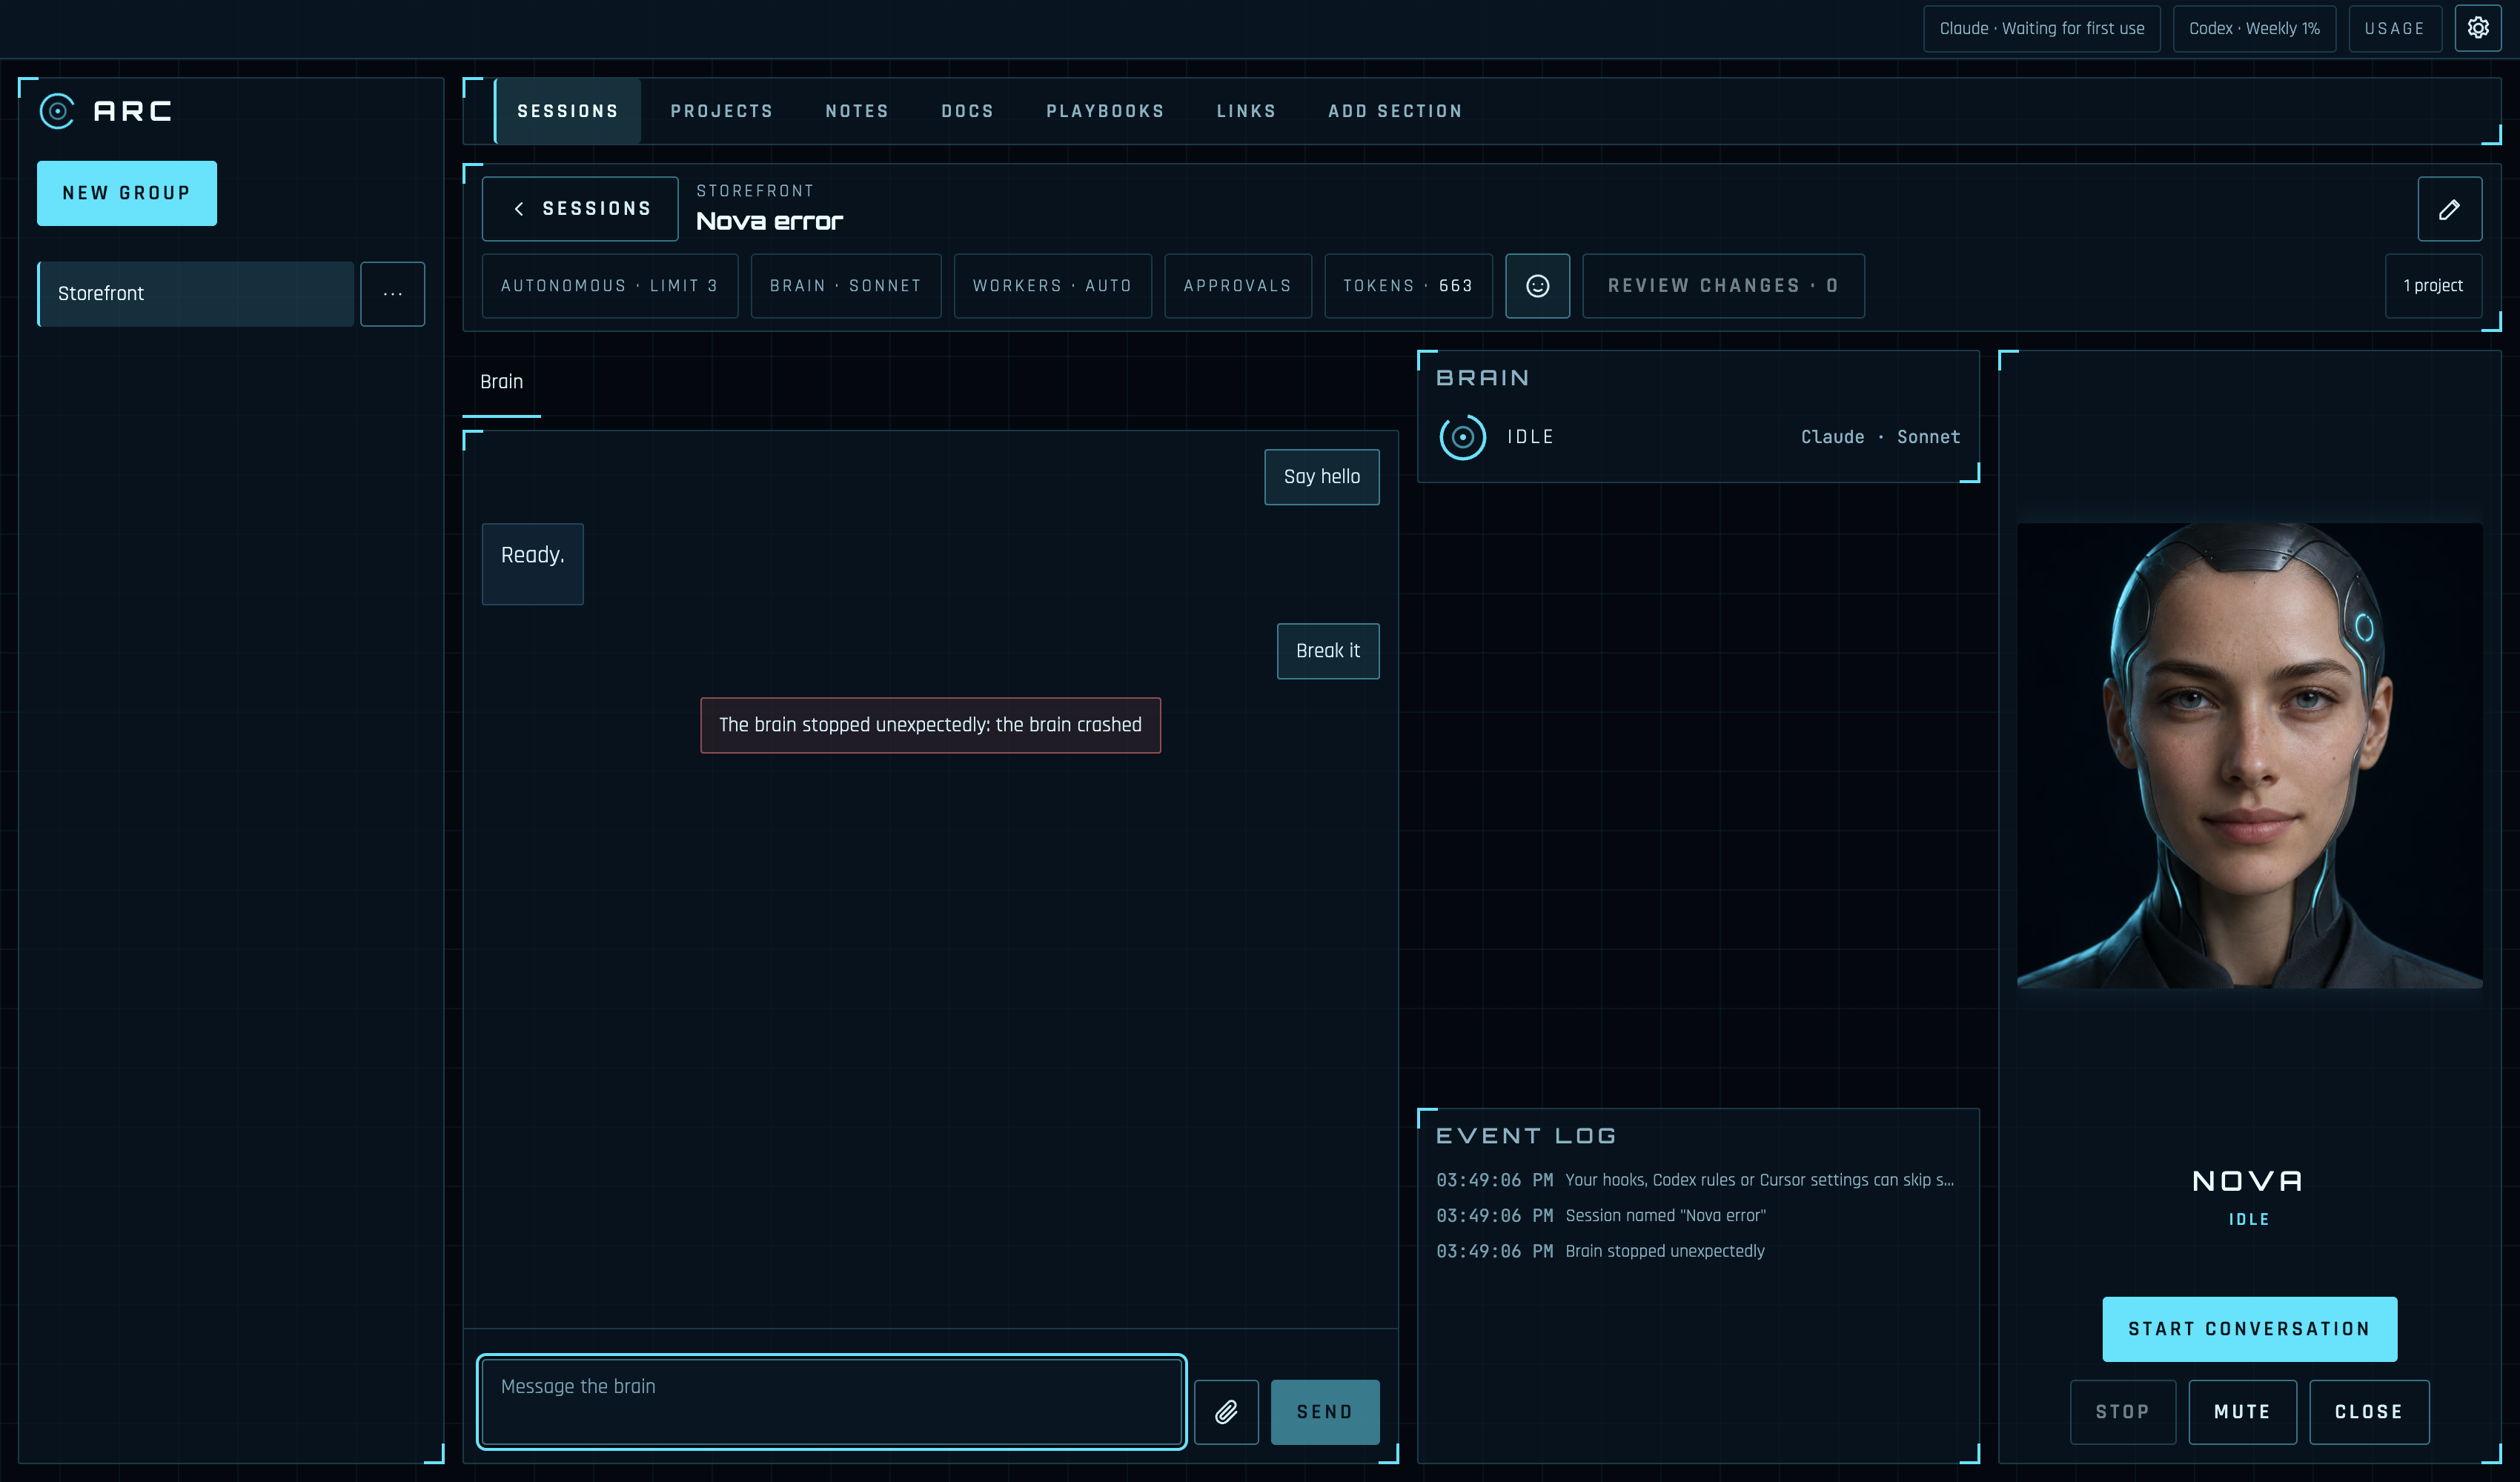 Claude · Waiting for first use
Codex · Weekly 1%
USAGE
ARC
NEW GROUP
Storefront
...
SESSIONS
PROJECTS
NOTES
DOCS
PLAYBOOKS
LINKS
ADD SECTION
SESSIONS
STOREFRONT
Nova error
AUTONOMOUS · LIMIT 3
BRAIN · SONNET
WORKERS · AUTO
APPROVALS
TOKENS · 663
REVIEW CHANGES · 0
1 project
Brain
Say hello
Ready.
Break it
The brain stopped unexpectedly: the brain crashed
Message the brain
SEND
BRAIN
IDLE
Claude · Sonnet
EVENT LOG
03:49:06 PM Your hooks, Codex rules or Cursor settings can skip s...
03:49:06 PM Session named "Nova error"
03:49:06 PM Brain stopped unexpectedly
NOVA
IDLE
START CONVERSATION
STOP
MUTE
CLOSE